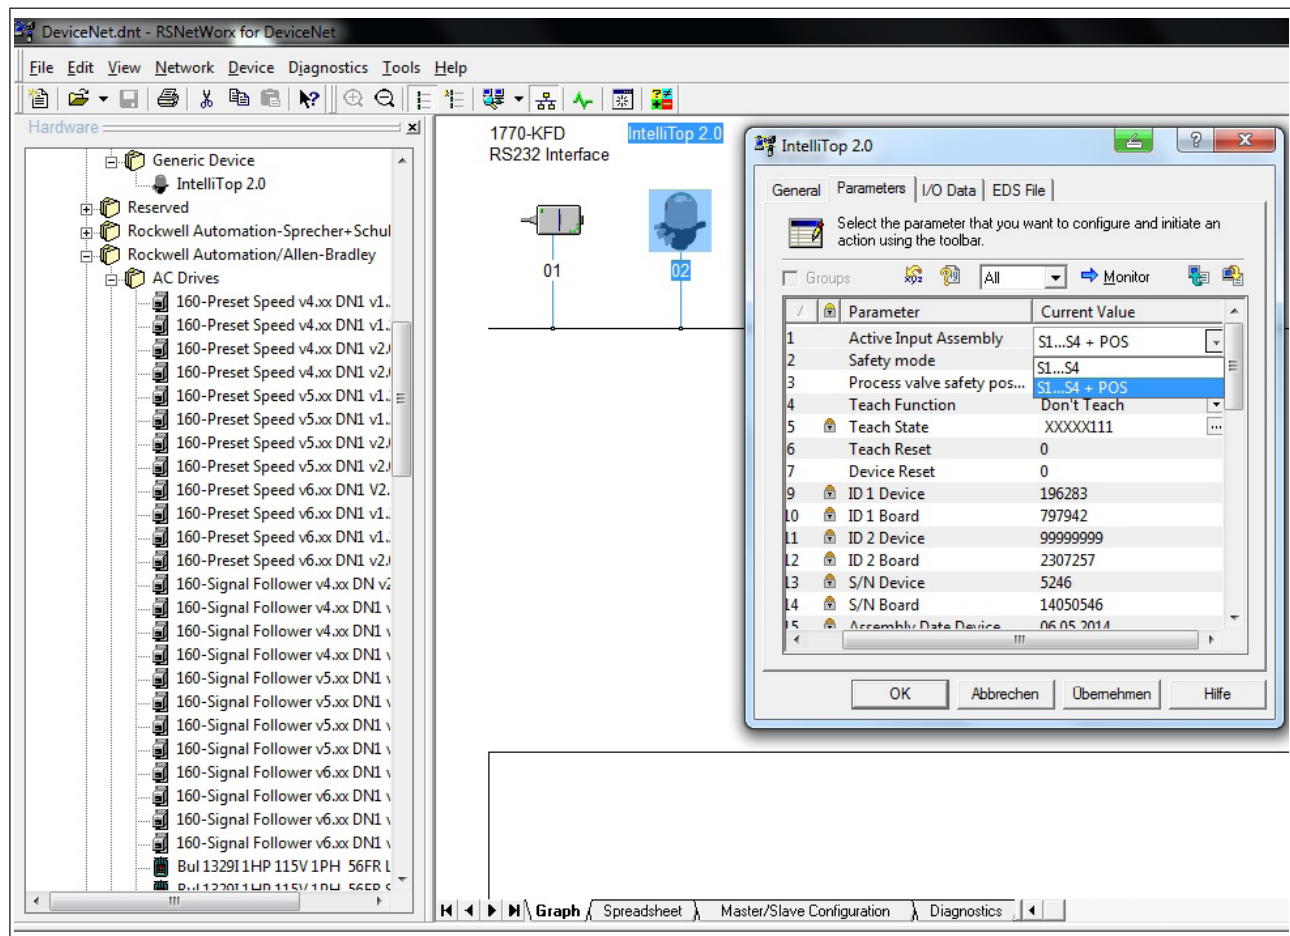 DeviceNet.dnt - RSNetWorx for DeviceNet
File Edit View Network Device Diagnostics Tools Help
Hardware
Generic Device
IntelliTop 2.0
Reserved
Rockwell Automation-Sprecher+Schul
Rockwell Automation/Allen-Bradley
AC Drives
160-Preset Speed v4.xx DN1 v1.
160-Preset Speed v4.xx DN1 v1.
160-Preset Speed v4.xx DN1 v2.
160-Preset Speed v4.xx DN1 v2.
160-Preset Speed v5.xx DN1 v1.
160-Preset Speed v5.xx DN1 v1.
160-Preset Speed v5.xx DN1 v2.
160-Preset Speed v5.xx DN1 v2.
160-Preset Speed v6.xx DN1 V2.
160-Preset Speed v6.xx DN1 v1.
160-Preset Speed v6.xx DN1 v1.
160-Preset Speed v6.xx DN1 v2.
160-Signal Follower v4.xx DN v2
160-Signal Follower v4.xx DN1 v
160-Signal Follower v4.xx DN1 v
160-Signal Follower v4.xx DN1 v
160-Signal Follower v5.xx DN1 v
160-Signal Follower v5.xx DN1 v
160-Signal Follower v5.xx DN1 v
160-Signal Follower v5.xx DN1 v
160-Signal Follower v6.xx DN1 v
160-Signal Follower v6.xx DN1 v
160-Signal Follower v6.xx DN1 v
160-Signal Follower v6.xx DN1 v
Bul 1329I 1HP 115V 1PH 56FR L
Bul 1329I 1HP 115V 1PH 56FR
1770-KFD
RS232 Interface
IntelliTop 2.0
01
02
IntelliTop 2.0
General Parameters I/O Data EDS File
Select the parameter that you want to configure and initiate an
action using the toolbar.
Groups All Monitor
Parameter Current Value
1 Active Input Assembly S1...S4 + POS
2 Safety mode S1...S4
3 Process valve safety pos... S1...S4 + POS
4 Teach Function Don't Teach
5 Teach State XXXXX111
6 Teach Reset 0
7 Device Reset 0
9 ID 1 Device 196283
10 ID 1 Board 797942
11 ID 2 Device 99999999
12 ID 2 Board 2307257
13 S/N Device 5246
14 S/N Board 14050546
15 Assembly Date Device 06.05.2014
OK Abbrechen Übernehmen Hilfe
Graph Spreadsheet Master/Slave Configuration Diagnostics